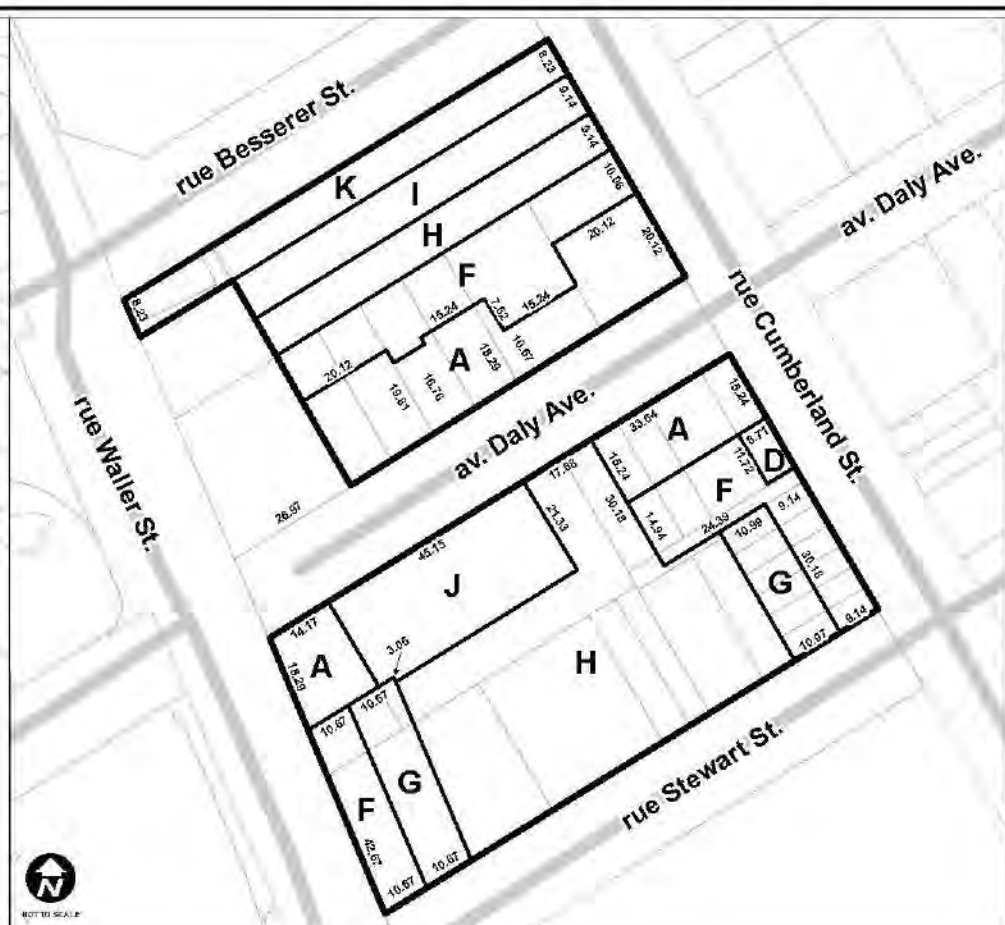 rue Besserer St.
8.23
9.14
9.14
10.06
20.12
20.12
K
I
H
F
A
8.23
15.24
7.62
15.24
20.12
19.81
16.76
18.29
10.67
av. Daly Ave.
rue Cumberland St.
rue Waller St.
av. Daly Ave.
26.97
33.54
15.24
A
17.68
15.24
11.72
D
F
30.18
14.94
24.39
9.14
21.33
45.15
J
10.99
30.18
G
14.17
18.29
A
3.05
H
9.14
10.97
10.67
10.67
G
F
42.67
10.67
10.67
rue Stewart St.
N
NOT TO SCALE